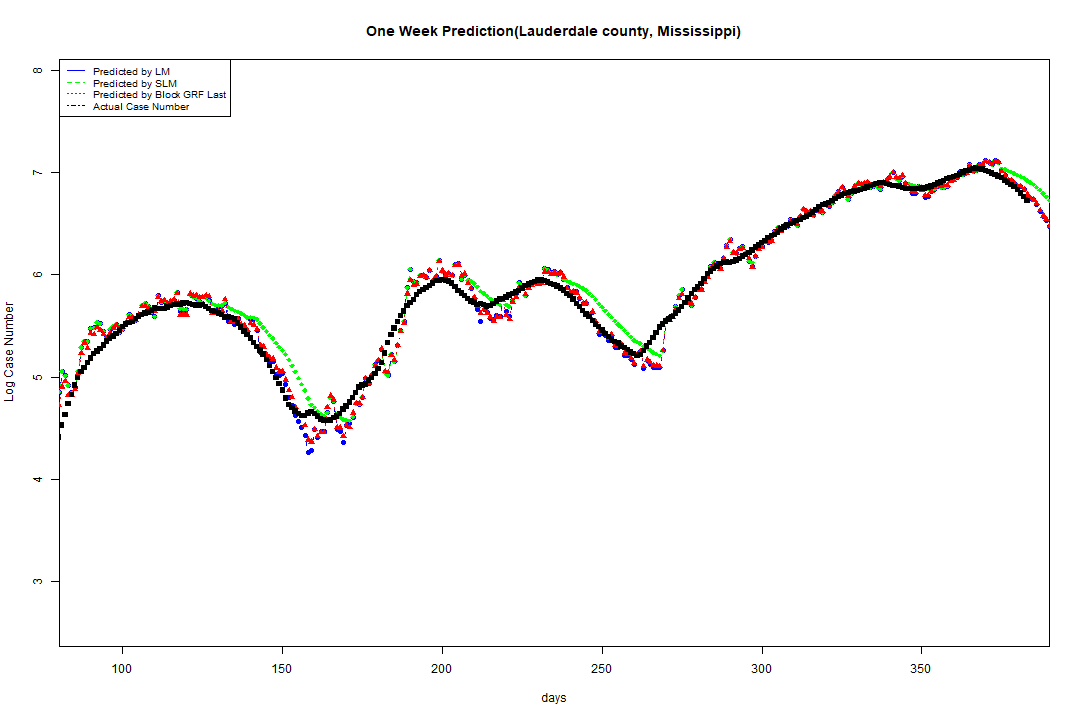 One Week Prediction(Lauderdale county, Mississippi)
Predicted by LM
Predicted by SLM
Predicted by Block GRF Last
Actual Case Number
8
7
6
5
4
3
Log Case Number
100 150 200 250 300 350
days